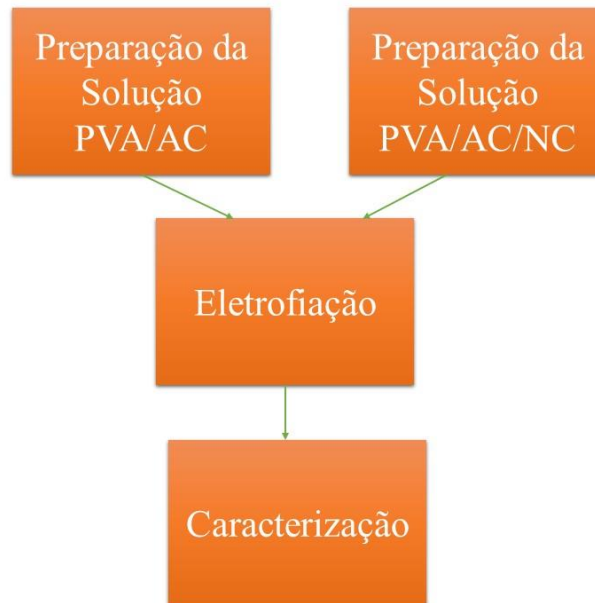 Preparação da
Solução
PVA/AC
Preparação da
Solução
PVA/AC/NC
Eletrofiação
Caracterização